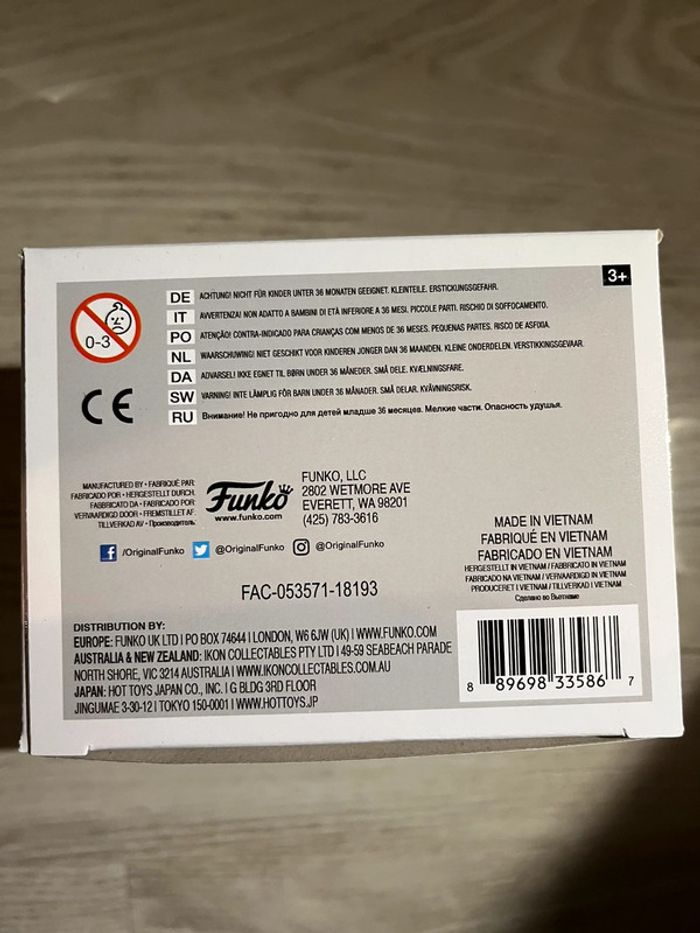 3+
0-3
DE ACHTUNG! NICHT FÜR KINDER UNTER 36 MONATEN GEEIGNET. KLEINTEILE. ERSTICKUNGSGEFAHR.
IT AVVERTENZA! NON ADATTO A BAMBINI DI ETÀ INFERIORE A 36 MESI. PICCOLE PARTI. RISCHIO DI SOFFOCAMENTO.
PO ATENÇÃO! CONTRA-INDICADO PARA CRIANÇAS COM MENOS DE 36 MESES. PEQUENAS PARTES. RISCO DE ASFIXIA.
NL WAARSCHUWING! NIET GESCHIKT VOOR KINDEREN JONGER DAN 36 MAANDEN. KLEINE ONDERDELEN. VERSTIKKINGSGEVAAR.
DA ADVARSEL! IKKE EGNET TIL BØRN UNDER 36 MÅNEDER. SMÅ DELE. KVÆLNINGSFARE.
SW VARNING! INTE LÄMPLIG FÖR BARN UNDER 36 MÅNADER. SMÅ DELAR. KVÄVNINGSRISK.
RU Внимание! Не пригодно для детей младше 36 месяцев. Мелкие части. Опасность удушья.
CE
MANUFACTURED BY • FABRIQUÉ PAR
FABRICADO POR • HERGESTELLT DURCH
FABBRICATO DA • FABRICADO POR
VERVAARDIGD DOOR • FREMSTILLET AF
TILLVERKAD AV • Производитель
Funko
www.funko.com
FUNKO, LLC
2802 WETMORE AVE
EVERETT, WA 98201
(425) 783-3616
/OriginalFunko @OriginalFunko @OriginalFunko
FAC-053571-18193
MADE IN VIETNAM
FABRIQUÉ EN VIETNAM
FABRICADO EN VIETNAM
HERGESTELLT IN VIETNAM / FABBRICATO IN VIETNAM
FABRICADO NA VIETNAM / VERVAARDIGD IN VIETNAM
PRODUCERET I VIETNAM / TILLVERKAD I VIETNAM
Сделано во Вьетнаме
DISTRIBUTION BY:
EUROPE: FUNKO UK LTD | PO BOX 74644 | LONDON, W6 6JW (UK) | WWW.FUNKO.COM
AUSTRALIA & NEW ZEALAND: IKON COLLECTABLES PTY LTD | 49-59 SEABEACH PARADE
NORTH SHORE, VIC 3214 AUSTRALIA | WWW.IKONCOLLECTABLES.COM.AU
JAPAN: HOT TOYS JAPAN CO., INC. | G BLDG 3RD FLOOR
JINGUMAE 3-30-12 | TOKYO 150-0001 | WWW.HOTTOYS.JP
8 89698 33586 7